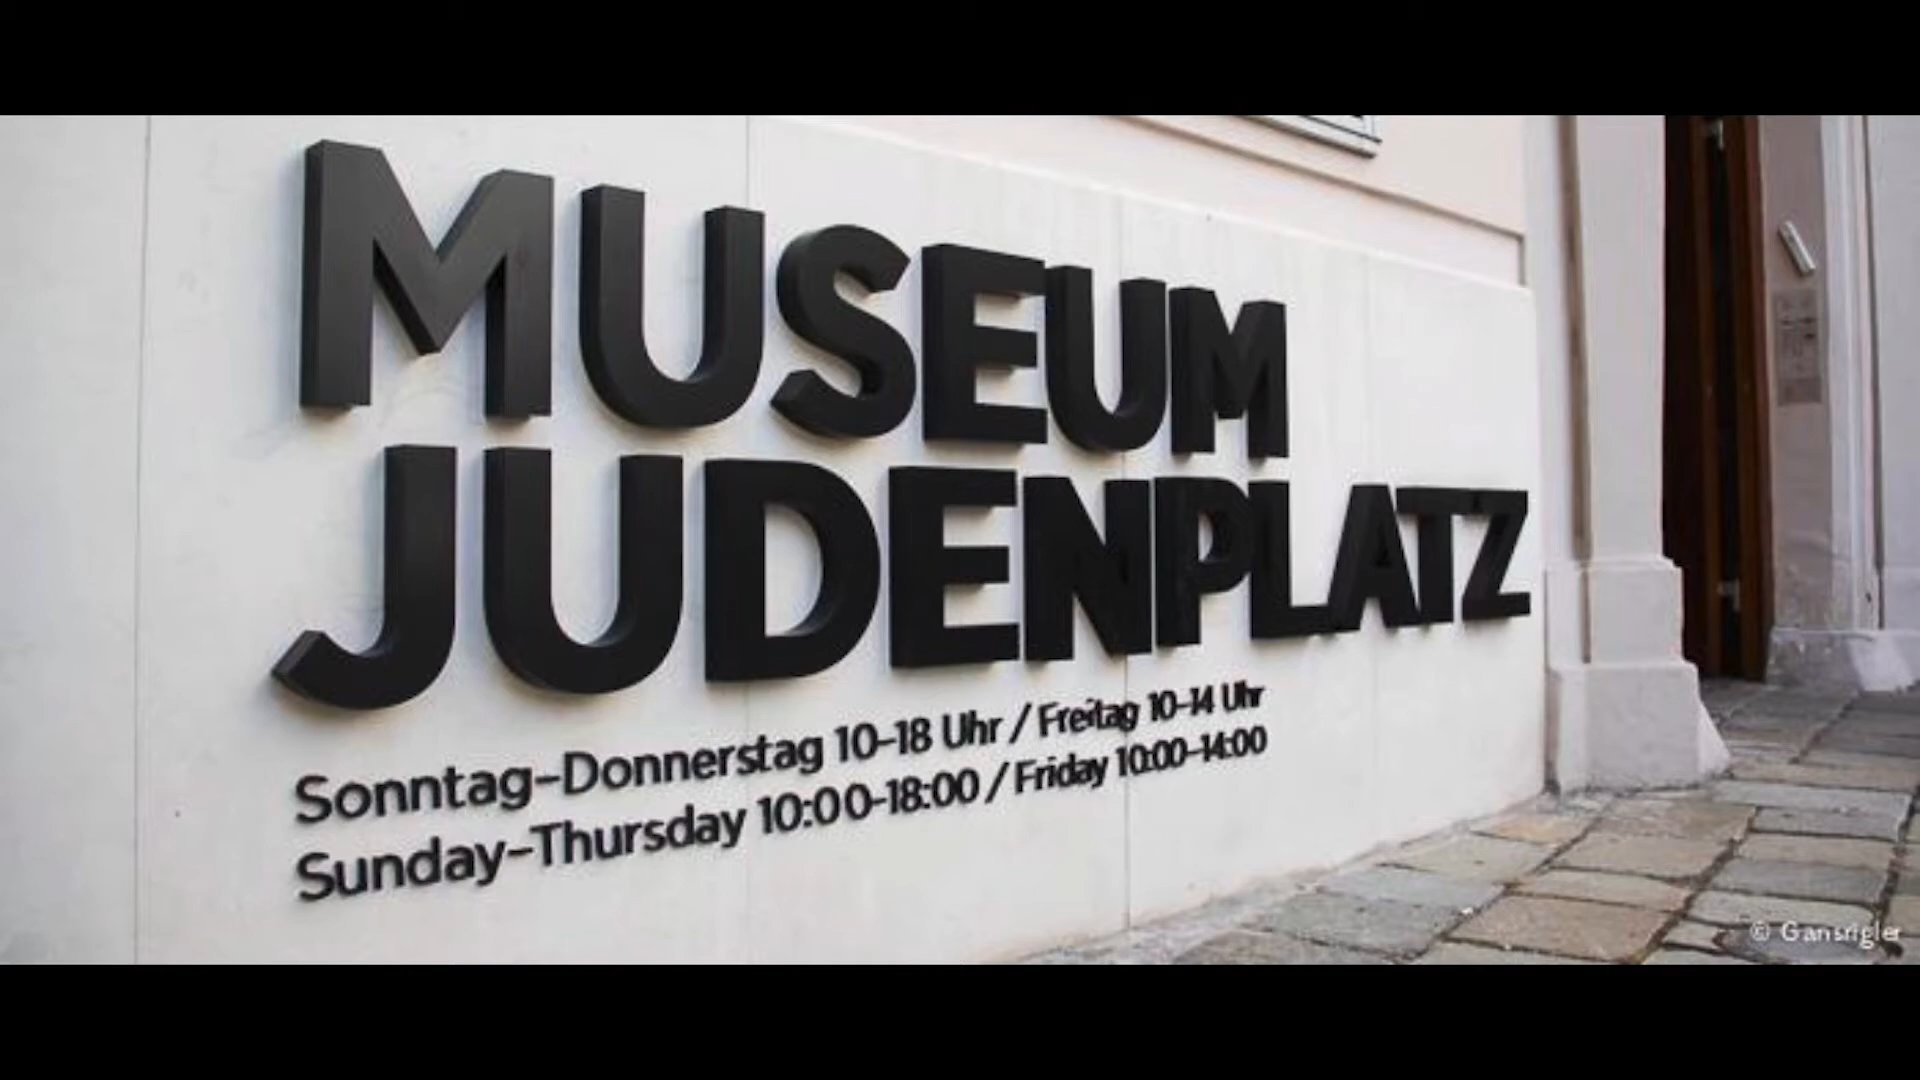 MUSEUM
JUDENPLATZ
Sonntag–Donnerstag 10–18 Uhr / Freitag 10–14 Uhr
Sunday–Thursday 10:00–18:00 / Friday 10:00–14:00
© Gansrigler